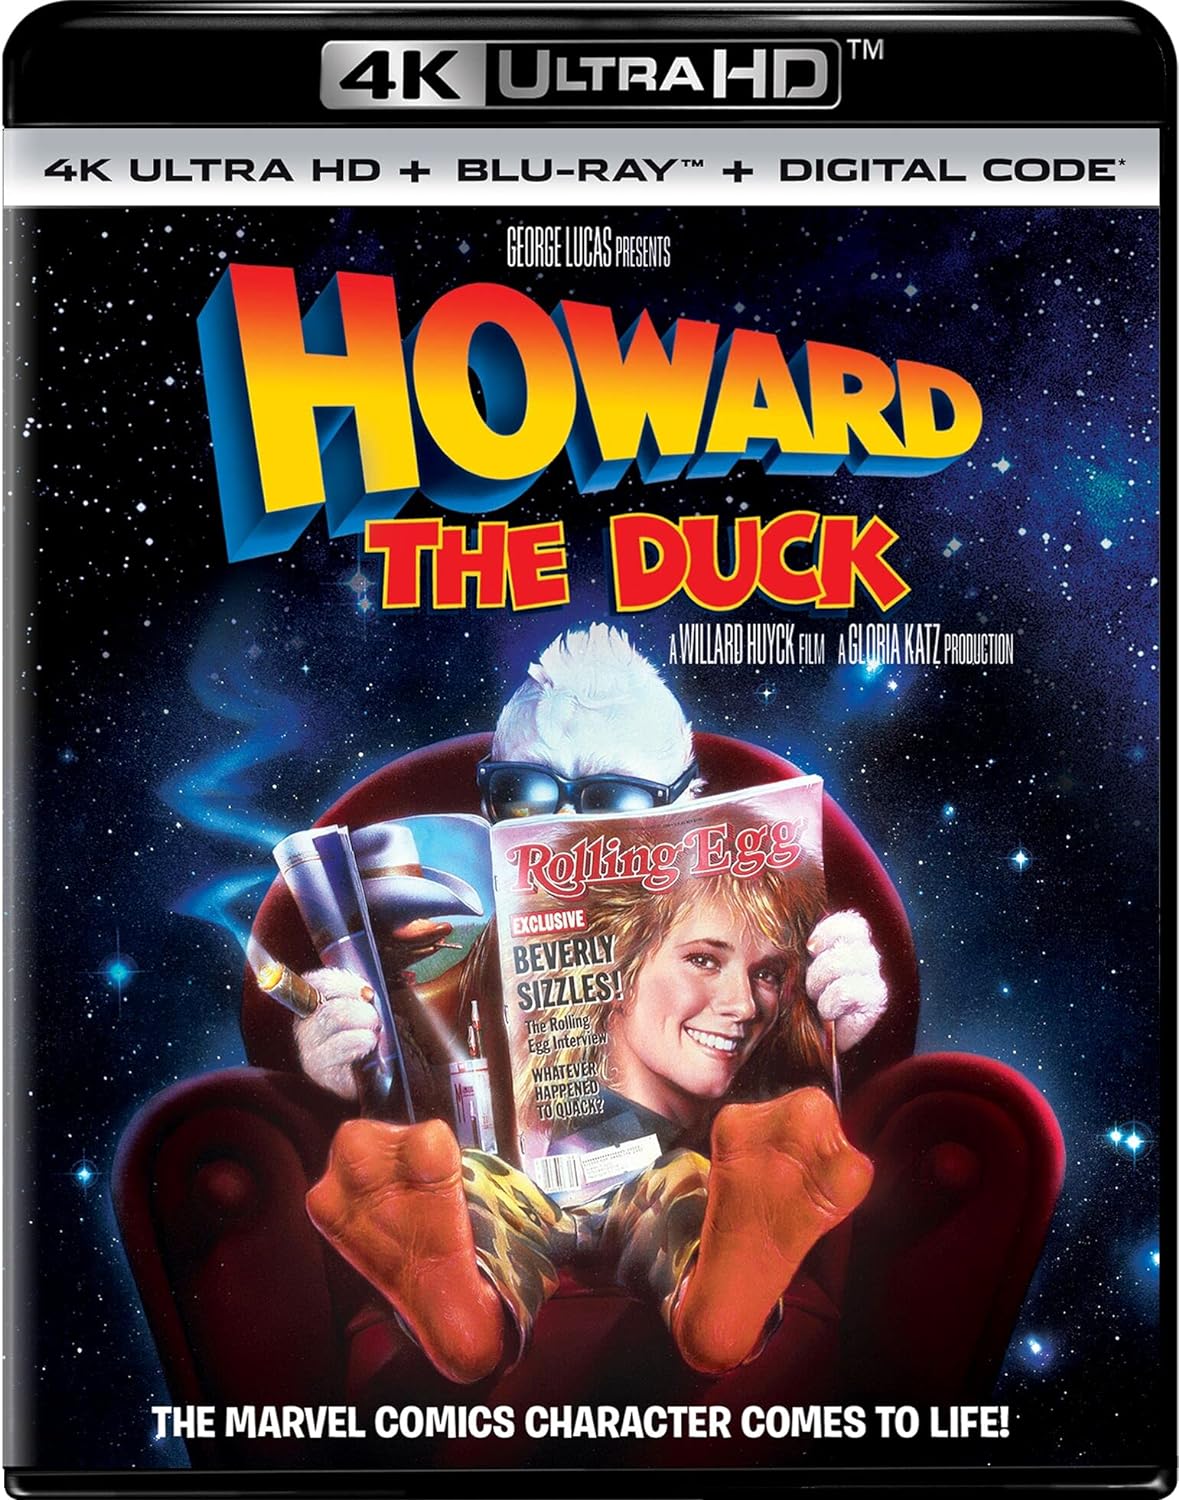 4K ULTRA HD™
4K ULTRA HD + BLU-RAY™ + DIGITAL CODE*
GEORGE LUCAS PRESENTS
HOWARD
THE DUCK
A WILLARD HUYCK FILM A GLORIA KATZ PRODUCTION
Rolling Egg
EXCLUSIVE
BEVERLY
SIZZLES!
The Rolling
Egg Interview
WHATEVER
HAPPENED
TO QUACK?
THE MARVEL COMICS CHARACTER COMES TO LIFE!